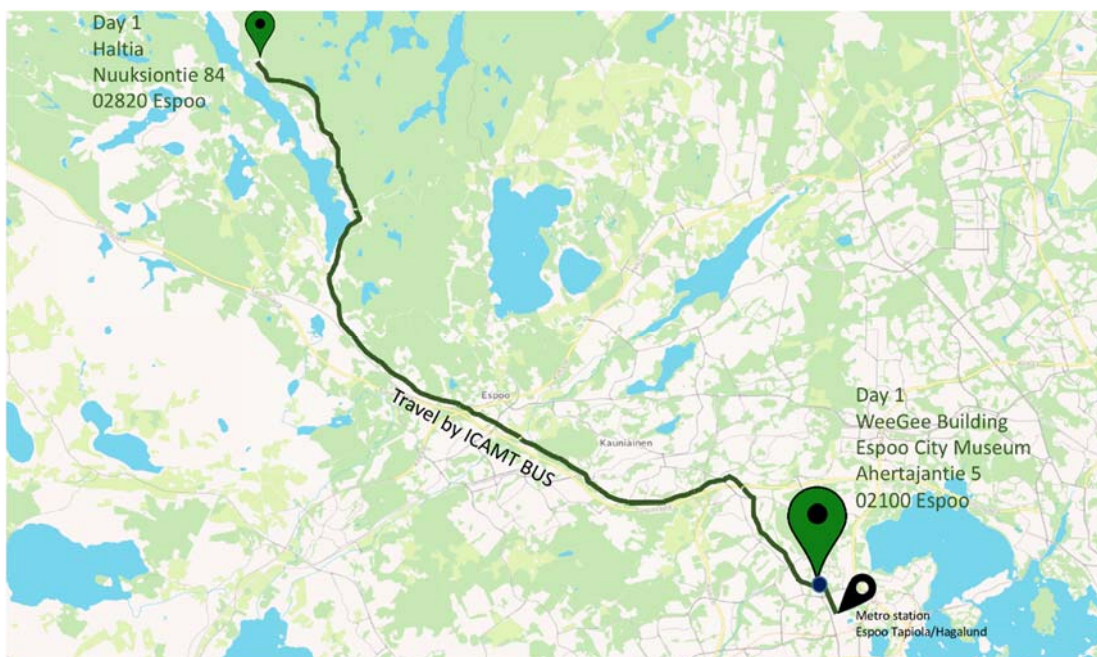 Day 1
Haltia
Nuuksiontie 84
02820 Espoo
Espoo
Travel by ICAMT BUS
Kauniainen
Day 1
WeeGee Building
Espoo City Museum
Ahertajantie 5
02100 Espoo
Metro station
Espoo Tapiola/Hagalund